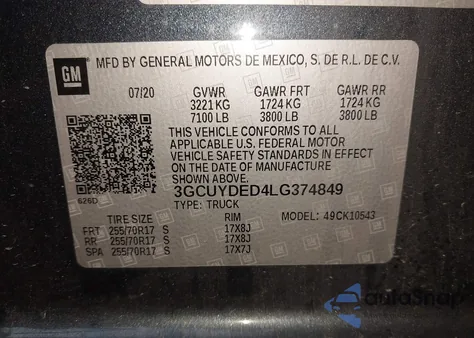 GM
MFD BY GENERAL MOTORS DE MEXICO, S. DE R.L. DE C.V.
07/20 GVWR GAWR FRT GAWR RR
3221 KG 1724 KG 1724 KG
7100 LB 3800 LB 3800 LB
THIS VEHICLE CONFORMS TO ALL
APPLICABLE U.S. FEDERAL MOTOR
VEHICLE SAFETY STANDARDS IN EFFECT
ON THE DATE OF MANUFACTURE
3GCUYDED4LG374849
626D TYPE: TRUCK
TIRE SIZE RIM MODEL: 49CK10543
FRT 255/70R17 S 17X8J
RR 255/70R17 S 17X8J
SPA 255/70R17 S 17X7J
autoSnap